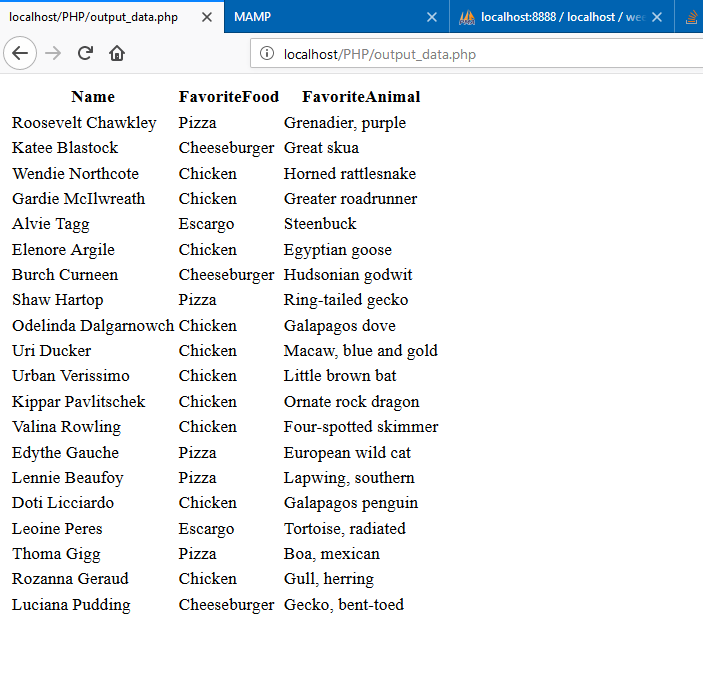 localhost/PHP/output_data.php MAMP localhost:8888 / localhost / wee
localhost/PHP/output_data.php
Name FavoriteFood FavoriteAnimal
Roosevelt Chawkley Pizza Grenadier, purple
Katee Blastock Cheeseburger Great skua
Wendie Northcote Chicken Horned rattlesnake
Gardie McIlwreath Chicken Greater roadrunner
Alvie Tagg Escargo Steenbuck
Elenore Argile Chicken Egyptian goose
Burch Curneen Cheeseburger Hudsonian godwit
Shaw Hartop Pizza Ring-tailed gecko
Odelinda Dalgarnowch Chicken Galapagos dove
Uri Ducker Chicken Macaw, blue and gold
Urban Verissimo Chicken Little brown bat
Kippar Pavlitschek Chicken Ornate rock dragon
Valina Rowling Chicken Four-spotted skimmer
Edythe Gauche Pizza European wild cat
Lennie Beaufoy Pizza Lapwing, southern
Doti Licciardo Chicken Galapagos penguin
Leoine Peres Escargo Tortoise, radiated
Thoma Gigg Pizza Boa, mexican
Rozanna Geraud Chicken Gull, herring
Luciana Pudding Cheeseburger Gecko, bent-toed